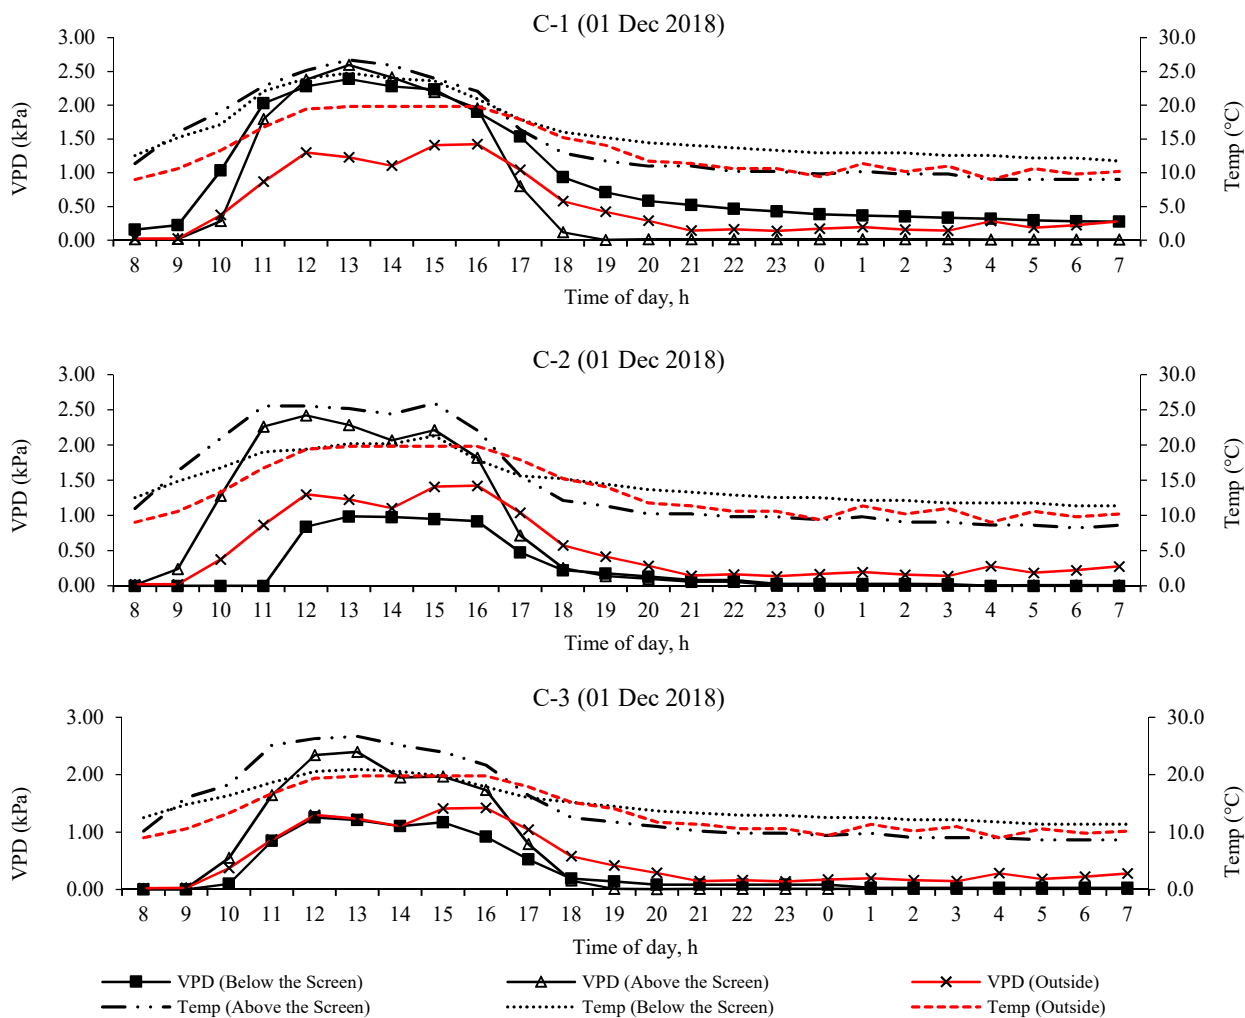 C-1 (01 Dec 2018)
3.00 30.0
2.50 25.0
2.00 20.0
1.50 15.0
1.00 10.0
0.50 5.0
0.00 0.0
VPD (kPa)
Temp (°C)
8 9 10 11 12 13 14 15 16 17 18 19 20 21 22 23 0 1 2 3 4 5 6 7
Time of day, h
C-2 (01 Dec 2018)
3.00 30.0
2.50 25.0
2.00 20.0
1.50 15.0
1.00 10.0
0.50 5.0
0.00 0.0
VPD (kPa)
Temp (°C)
8 9 10 11 12 13 14 15 16 17 18 19 20 21 22 23 0 1 2 3 4 5 6 7
Time of day, h
C-3 (01 Dec 2018)
3.00 30.0
2.00 20.0
1.00 10.0
0.00 0.0
VPD (kPa)
Temp (°C)
8 9 10 11 12 13 14 15 16 17 18 19 20 21 22 23 0 1 2 3 4 5 6 7
Time of day, h
VPD (Below the Screen) VPD (Above the Screen) VPD (Outside)
Temp (Above the Screen) Temp (Below the Screen) Temp (Outside)